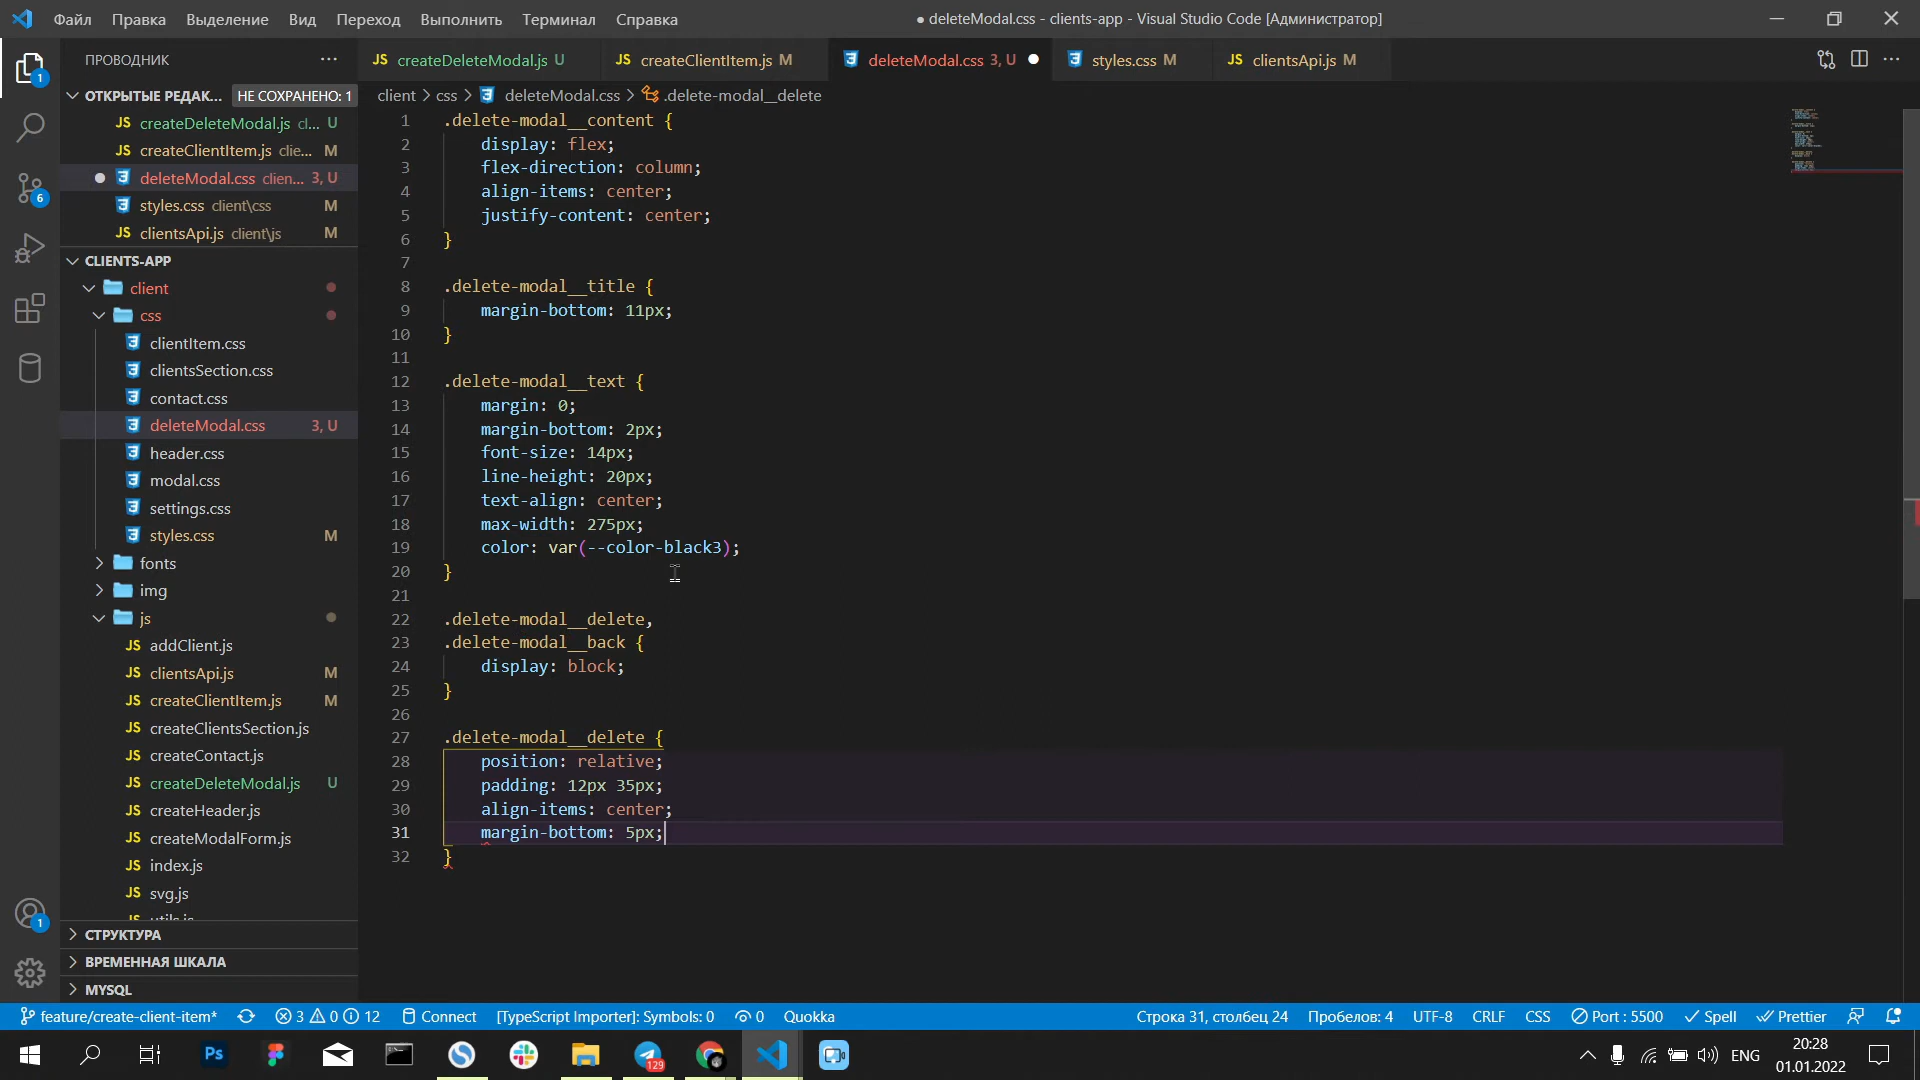 Файл Правка Выделение Вид Переход Выполнить Терминал Справка
● deleteModal.css - clients-app - Visual Studio Code [Администратор]
ПРОВОДНИК
JS createDeleteModal.js U
JS createClientItem.js M
deleteModal.css 3, U
styles.css M
JS clientsApi.js M
ОТКРЫТЫЕ РЕДАК... НЕ СОХРАНЕНО: 1
JS createDeleteModal.js cl... U
JS createClientItem.js clie... M
deleteModal.css clien... 3, U
styles.css client\css M
JS clientsApi.js client\js M
CLIENTS-APP
client
css
clientItem.css
clientsSection.css
contact.css
deleteModal.css 3, U
header.css
modal.css
settings.css
styles.css M
fonts
img
js
JS addClient.js
JS clientsApi.js M
JS createClientItem.js M
JS createClientsSection.js
JS createContact.js
JS createDeleteModal.js U
JS createHeader.js
JS createModalForm.js
JS index.js
JS svg.js
JS utils.js
СТРУКТУРА
ВРЕМЕННАЯ ШКАЛА
MYSQL
1
6
1
client > css > deleteModal.css > .delete-modal__delete
1 .delete-modal__content {
2 display: flex;
3 flex-direction: column;
4 align-items: center;
5 justify-content: center;
6 }
7
8 .delete-modal__title {
9 margin-bottom: 11px;
10 }
11
12 .delete-modal__text {
13 margin: 0;
14 margin-bottom: 2px;
15 font-size: 14px;
16 line-height: 20px;
17 text-align: center;
18 max-width: 275px;
19 color: var(--color-black3);
20 }
21
22 .delete-modal__delete,
23 .delete-modal__back {
24 display: block;
25 }
26
27 .delete-modal__delete {
28 position: relative;
29 padding: 12px 35px;
30 align-items: center;
31 margin-bottom: 5px;
32 }
feature/create-client-item* 3 0 12 Connect [TypeScript Importer]: Symbols: 0 0 Quokka
Строка 31, столбец 24 Пробелов: 4 UTF-8 CRLF CSS Port : 5500 Spell Prettier
Ps 129 ENG 20:28
01.01.2022